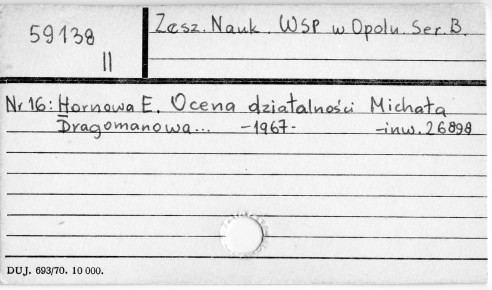 59138
II
Zesz. Nauk. WSP w Opolu. Ser. B.
Nr 16: Hornowa E. Ocena działalności Michała
Dragomanowa... -1967- -inw. 26898
DUJ. 693/70. 10 000.